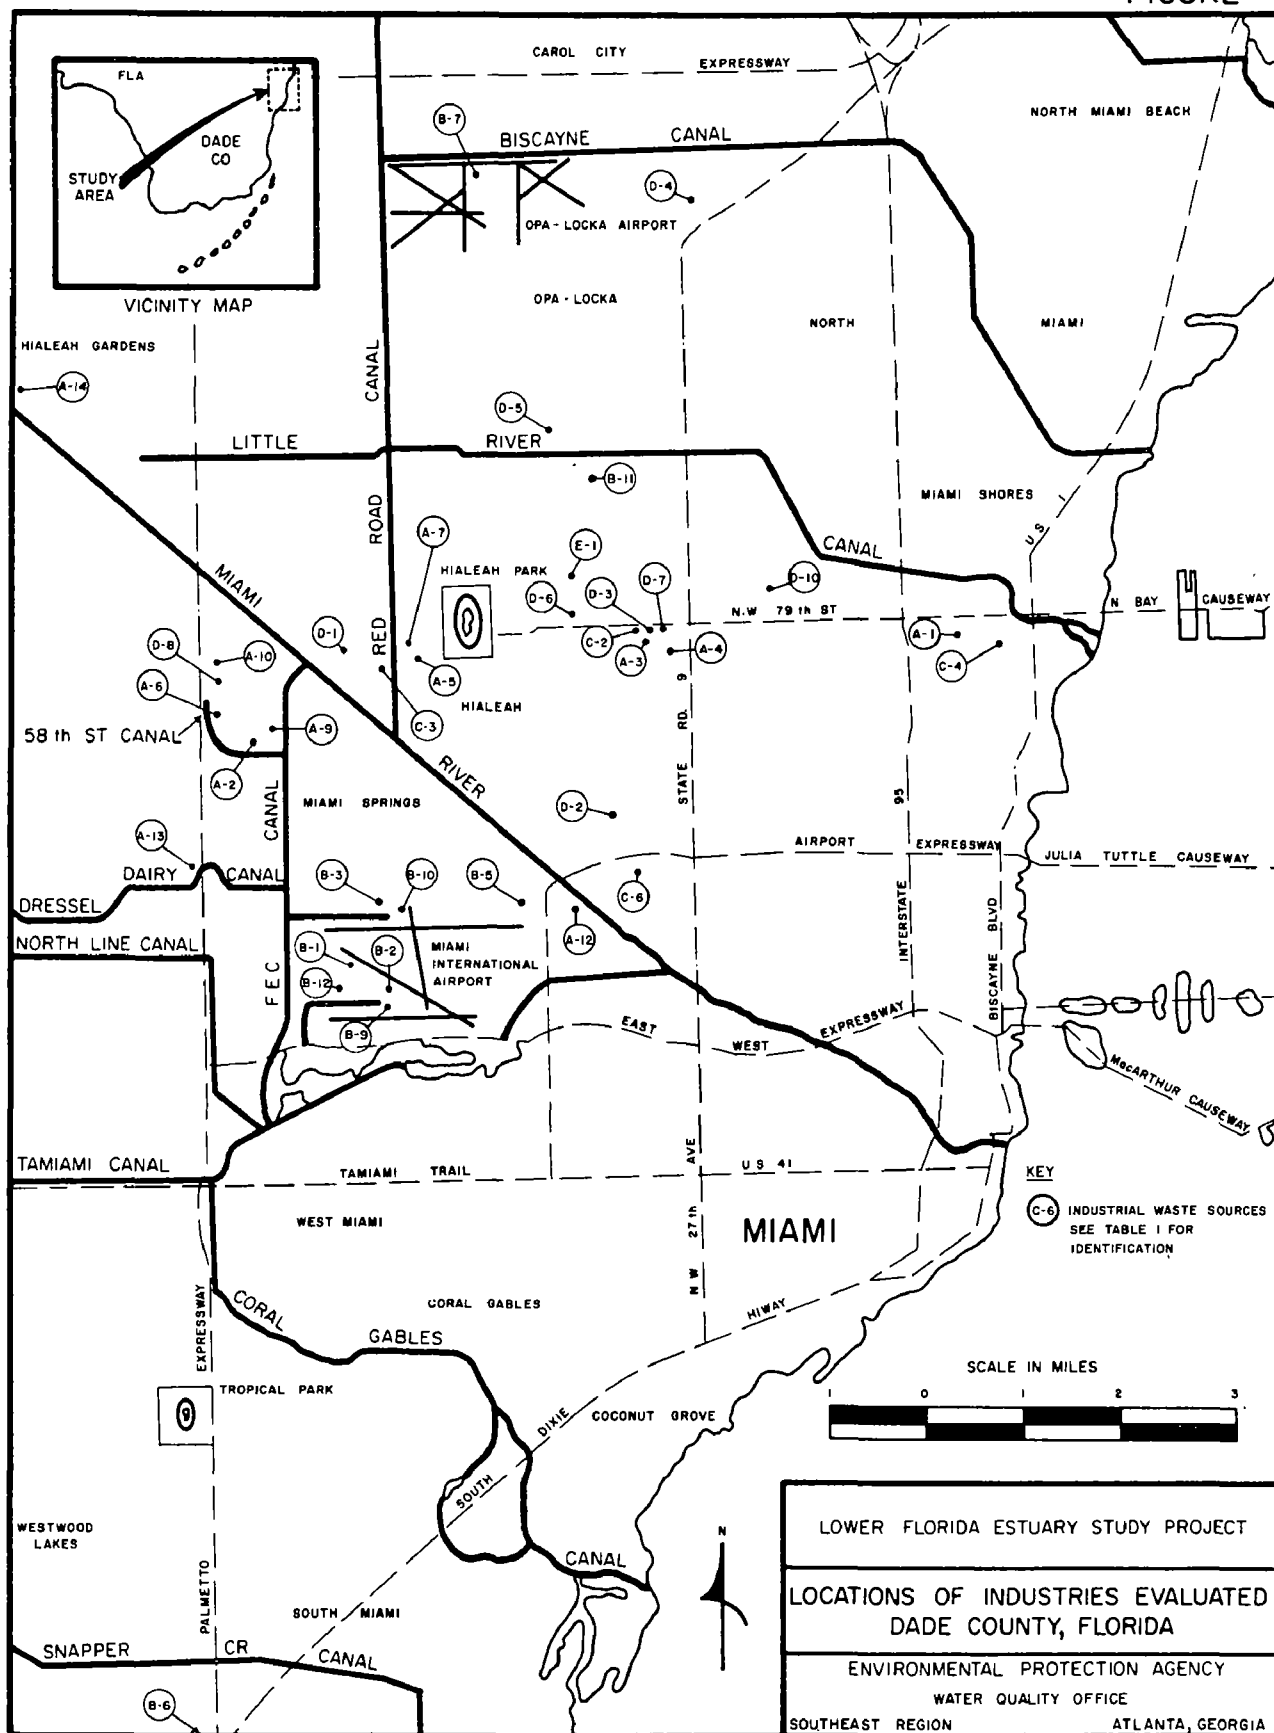 FLA
DADE
CO
STUDY
AREA
VICINITY MAP
CAROL CITY
EXPRESSWAY
NORTH MIAMI BEACH
B-7
BISCAYNE CANAL
D-4
OPA-LOCKA AIRPORT
OPA-LOCKA
NORTH MIAMI
HIALEAH GARDENS
A-14
CANAL
D-5
LITTLE RIVER
B-11
MIAMI SHORES
U S 1
ROAD
A-7
E-1
CANAL
HIALEAH PARK
D-7
D-10
MIAMI
D-6
D-3
N.W 79 th ST
N BAY CAUSEWAY
D-1
RED
C-2
A-1
D-8
A-10
A-3
A-4
C-4
A-6
A-5
9
HIALEAH
58 th ST CANAL
A-9
C-3
A-2
RIVER
STATE RD.
CANAL
MIAMI SPRINGS
D-2
95
A-13
AIRPORT EXPRESSWAY
JULIA TUTTLE CAUSEWAY
DAIRY CANAL
B-3
B-10
B-5
C-6
DRESSEL
A-12
INTERSTATE
BISCAYNE BLVD
NORTH LINE CANAL
B-1
B-2
MIAMI
INTERNATIONAL
AIRPORT
FEC
B-12
B-9
EAST WEST EXPRESSWAY
MacARTHUR CAUSEWAY
TAMIAMI CANAL
TAMIAMI TRAIL
AVE
U S 41
KEY
C-6 INDUSTRIAL WASTE SOURCES
SEE TABLE 1 FOR
IDENTIFICATION
WEST MIAMI
27 th
MIAMI
N W
EXPRESSWAY
CORAL
CORAL GABLES
HIWAY
GABLES
SCALE IN MILES
1 0 1 2 3
TROPICAL PARK
DIXIE
COCONUT GROVE
SOUTH
WESTWOOD
LAKES
N
CANAL
PALMETTO
SOUTH MIAMI
SNAPPER CR CANAL
B-6
LOWER FLORIDA ESTUARY STUDY PROJECT
LOCATIONS OF INDUSTRIES EVALUATED
DADE COUNTY, FLORIDA
ENVIRONMENTAL PROTECTION AGENCY
WATER QUALITY OFFICE
SOUTHEAST REGION ATLANTA, GEORGIA